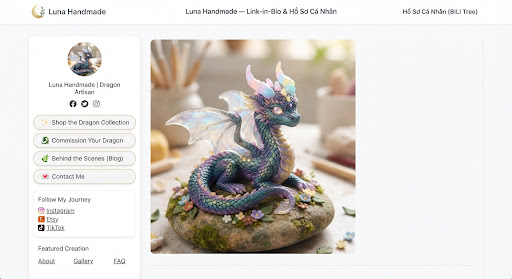 Luna Handmade
Luna Handmade — Link-in-Bio & Hồ Sơ Cá Nhân
Hồ Sơ Cá Nhân (BILI Tree)
Luna Handmade | Dragon
Artisan
Shop the Dragon Collection
Commission Your Dragon
Behind the Scenes (Blog)
Contact Me
Follow My Journey
Instagram
Etsy
TikTok
Featured Creation
About Gallery FAQ